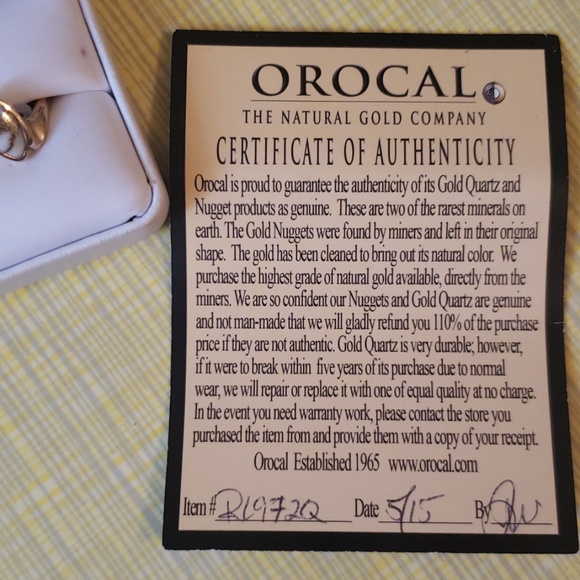 OROCAL
THE NATURAL GOLD COMPANY
CERTIFICATE OF AUTHENTICITY
Orocal is proud to guarantee the authenticity of its Gold Quartz and
Nugget products as genuine. These are two of the rarest minerals on
earth. The Gold Nuggets were found by miners and left in their original
shape. The gold has been cleaned to bring out its natural color. We
purchase the highest grade of natural gold available, directly from the
miners. We are so confident our Nuggets and Gold Quartz are genuine
and not man-made that we will gladly refund you 110% of the purchase
price if they are not authentic. Gold Quartz is very durable; however,
if it were to break within five years of its purchase due to normal
wear, we will repair or replace it with one of equal quality at no charge.
In the event you need warranty work, please contact the store you
purchased the item from and provide them with a copy of your receipt.
Orocal Established 1965 www.orocal.com
Item # RL972Q Date 5/15 By